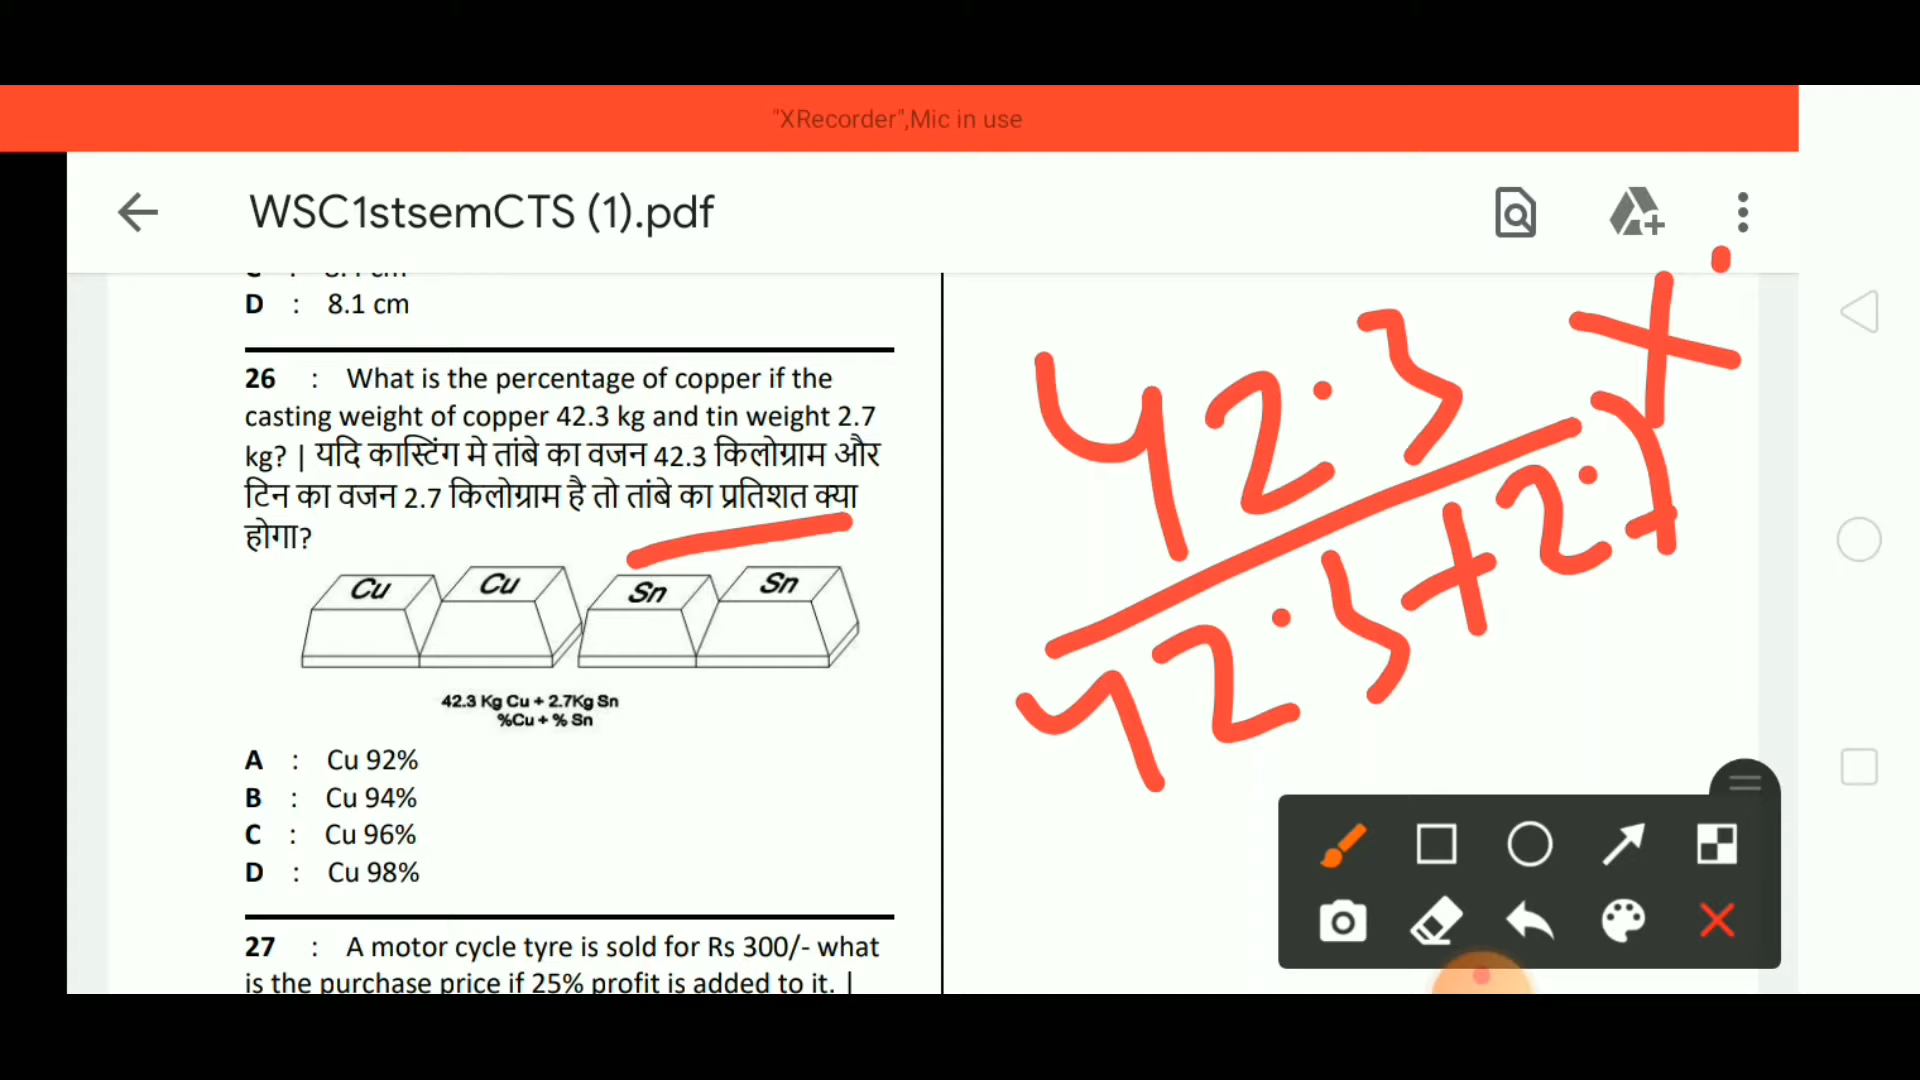 "XRecorder",Mic in use
WSC1stsemCTS (1).pdf
D : 8.1 cm
26 : What is the percentage of copper if the
casting weight of copper 42.3 kg and tin weight 2.7
kg? | यदि कास्टिंग मे तांबे का वजन 42.3 किलोग्राम और
टिन का वजन 2.7 किलोग्राम है तो तांबे का प्रतिशत क्या
होगा?
Cu Cu Sn Sn
42.3 Kg Cu + 2.7Kg Sn
%Cu + % Sn
A : Cu 92%
B : Cu 94%
C : Cu 96%
D : Cu 98%
27 : A motor cycle tyre is sold for Rs 300/- what
is the purchase price if 25% profit is added to it. |
42.3 X
42.3+2.7